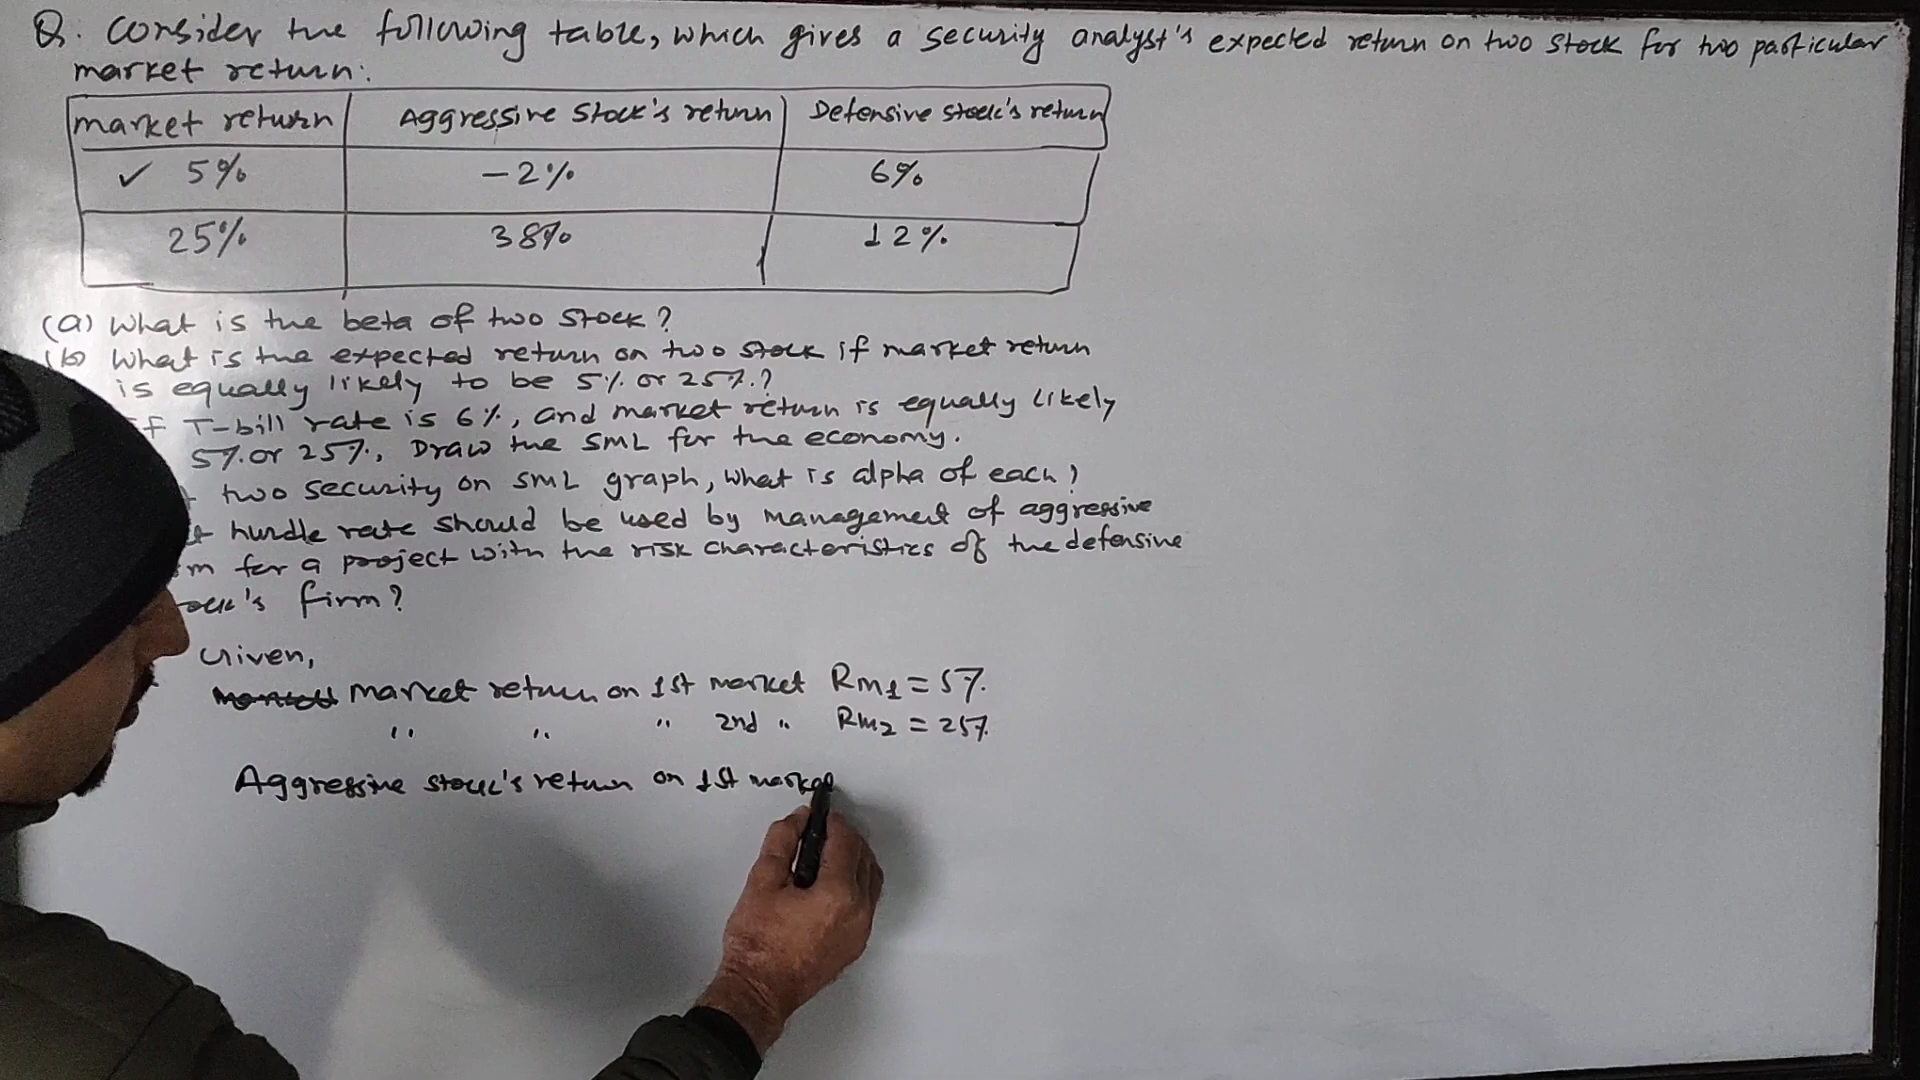 Q. Consider the following table, which gives a security analyst's expected return on two stock for two particular
market return:
market return Aggressive Stock's return Defensive stock's return
✓ 5% -2% 6%
25% 38% 12%
(a) What is the beta of two stock?
(b) What is the expected return on two stock if market return
is equally likely to be 5% or 25%?
If T-bill rate is 6%, and market return is equally likely
5% or 25%, Draw the SML for the economy.
two security on SML graph, what is alpha of each?
hurdle rate should be used by management of aggressive
m for a project with the risk characteristics of the defensive
ock's firm?
Given,
market return on 1st market Rm1 = 5%
" " " 2nd " Rm2 = 25%
Aggressive stock's return on 1st market